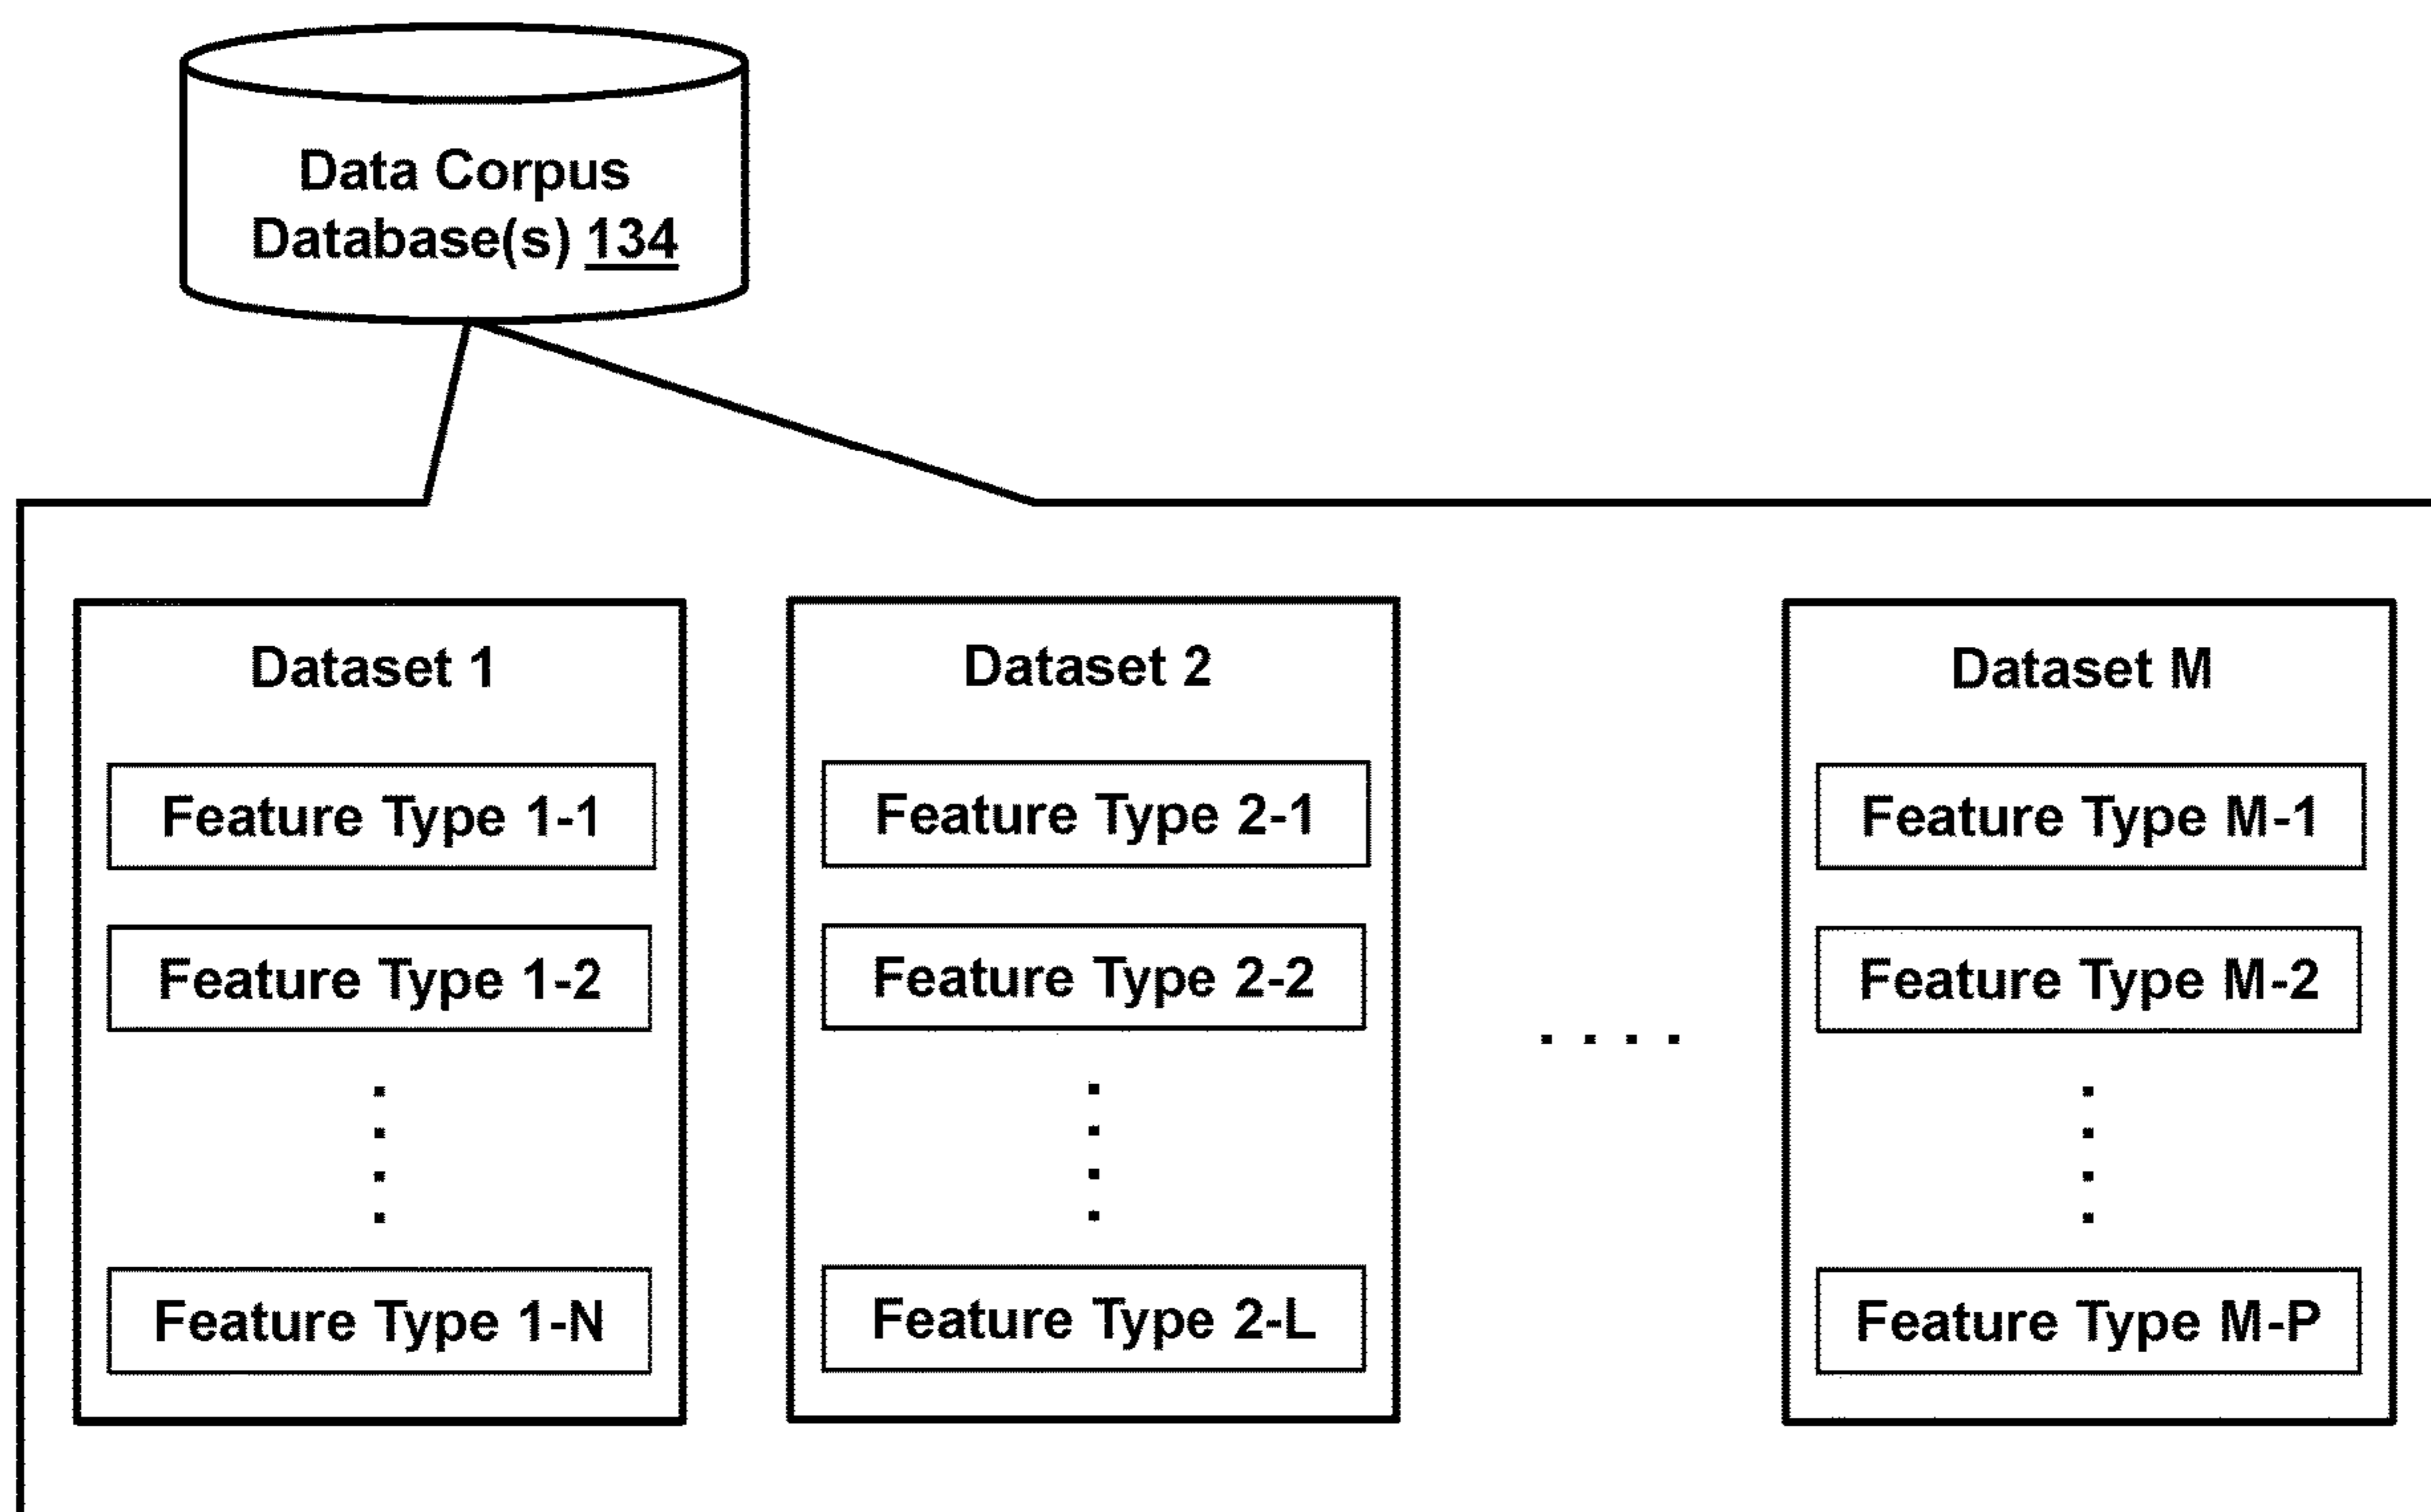 Data Corpus
Database(s) 134
Dataset 1
Feature Type 1-1
Feature Type 1-2
Feature Type 1-N
Dataset 2
Feature Type 2-1
Feature Type 2-2
Feature Type 2-L
. . . .
Dataset M
Feature Type M-1
Feature Type M-2
Feature Type M-P